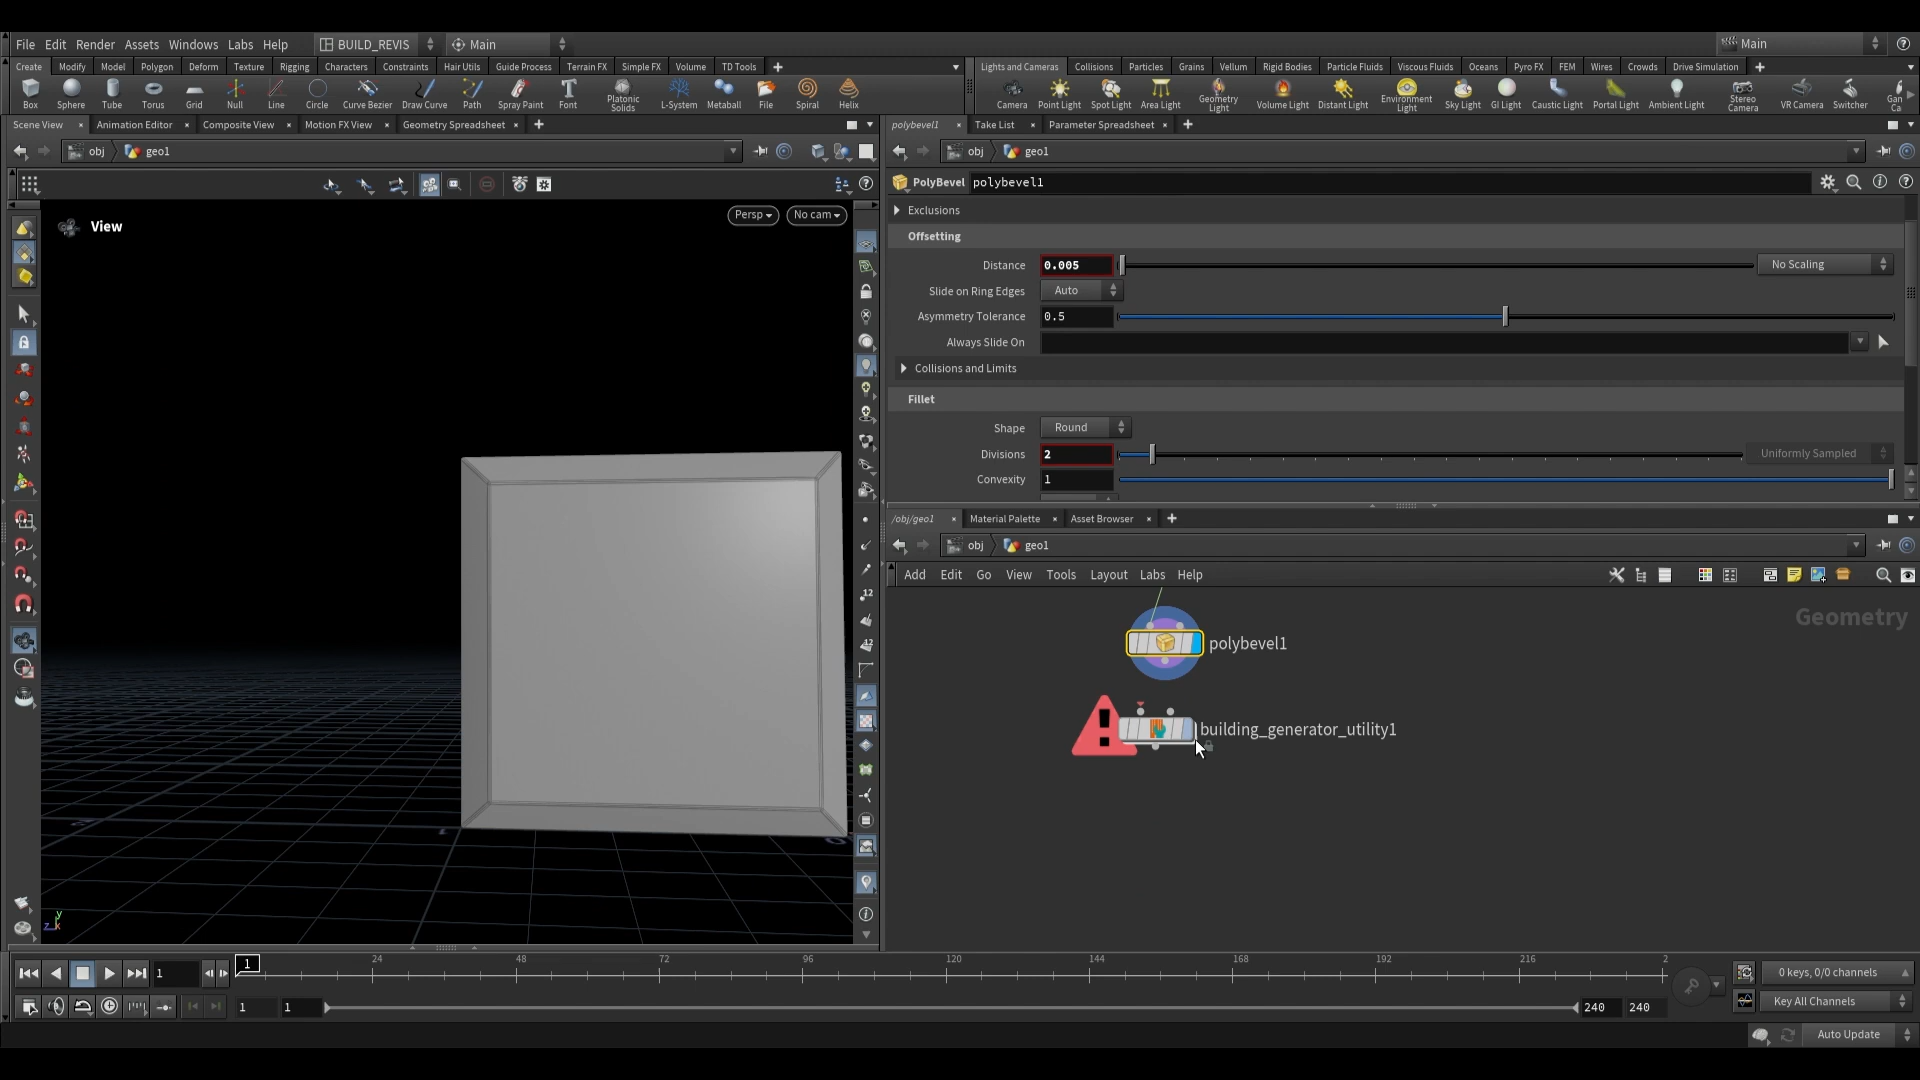 File Edit Render Assets Windows Labs Help BUILD_REVIS Main Main
Create Modify Model Polygon Deform Texture Rigging Characters Constraints Hair Utils Guide Process Terrain FX Simple FX Volume TD Tools
Lights and Cameras Collisions Particles Grains Vellum Rigid Bodies Particle Fluids Viscous Fluids Oceans Pyro FX FEM Wires Crowds Drive Simulation
Box Sphere Tube Torus Grid Null Line Circle Curve Bezier Draw Curve Path Spray Paint Font Platonic Solids L-System Metaball File Spiral Helix
Camera Point Light Spot Light Area Light Geometry Light Volume Light Distant Light Environment Light Sky Light GI Light Caustic Light Portal Light Ambient Light Stereo Camera VR Camera Switcher Gan Ca
Scene View Animation Editor Composite View Motion FX View Geometry Spreadsheet
polybevel1 Take List Parameter Spreadsheet
obj geo1
obj geo1
PolyBevel polybevel1
View Persp No cam
Exclusions
Offsetting
Distance 0.005 No Scaling
Slide on Ring Edges Auto
Asymmetry Tolerance 0.5
Always Slide On
Collisions and Limits
Fillet
Shape Round
Divisions 2 Uniformly Sampled
Convexity 1
/obj/geo1 Material Palette Asset Browser
obj geo1
Add Edit Go View Tools Layout Labs Help
Geometry
polybevel1
building_generator_utility1
12
12
z y x
1 1 24 48 72 96 120 144 168 192 216 2
0 keys, 0/0 channels
1 1 240 240 Key All Channels
Auto Update